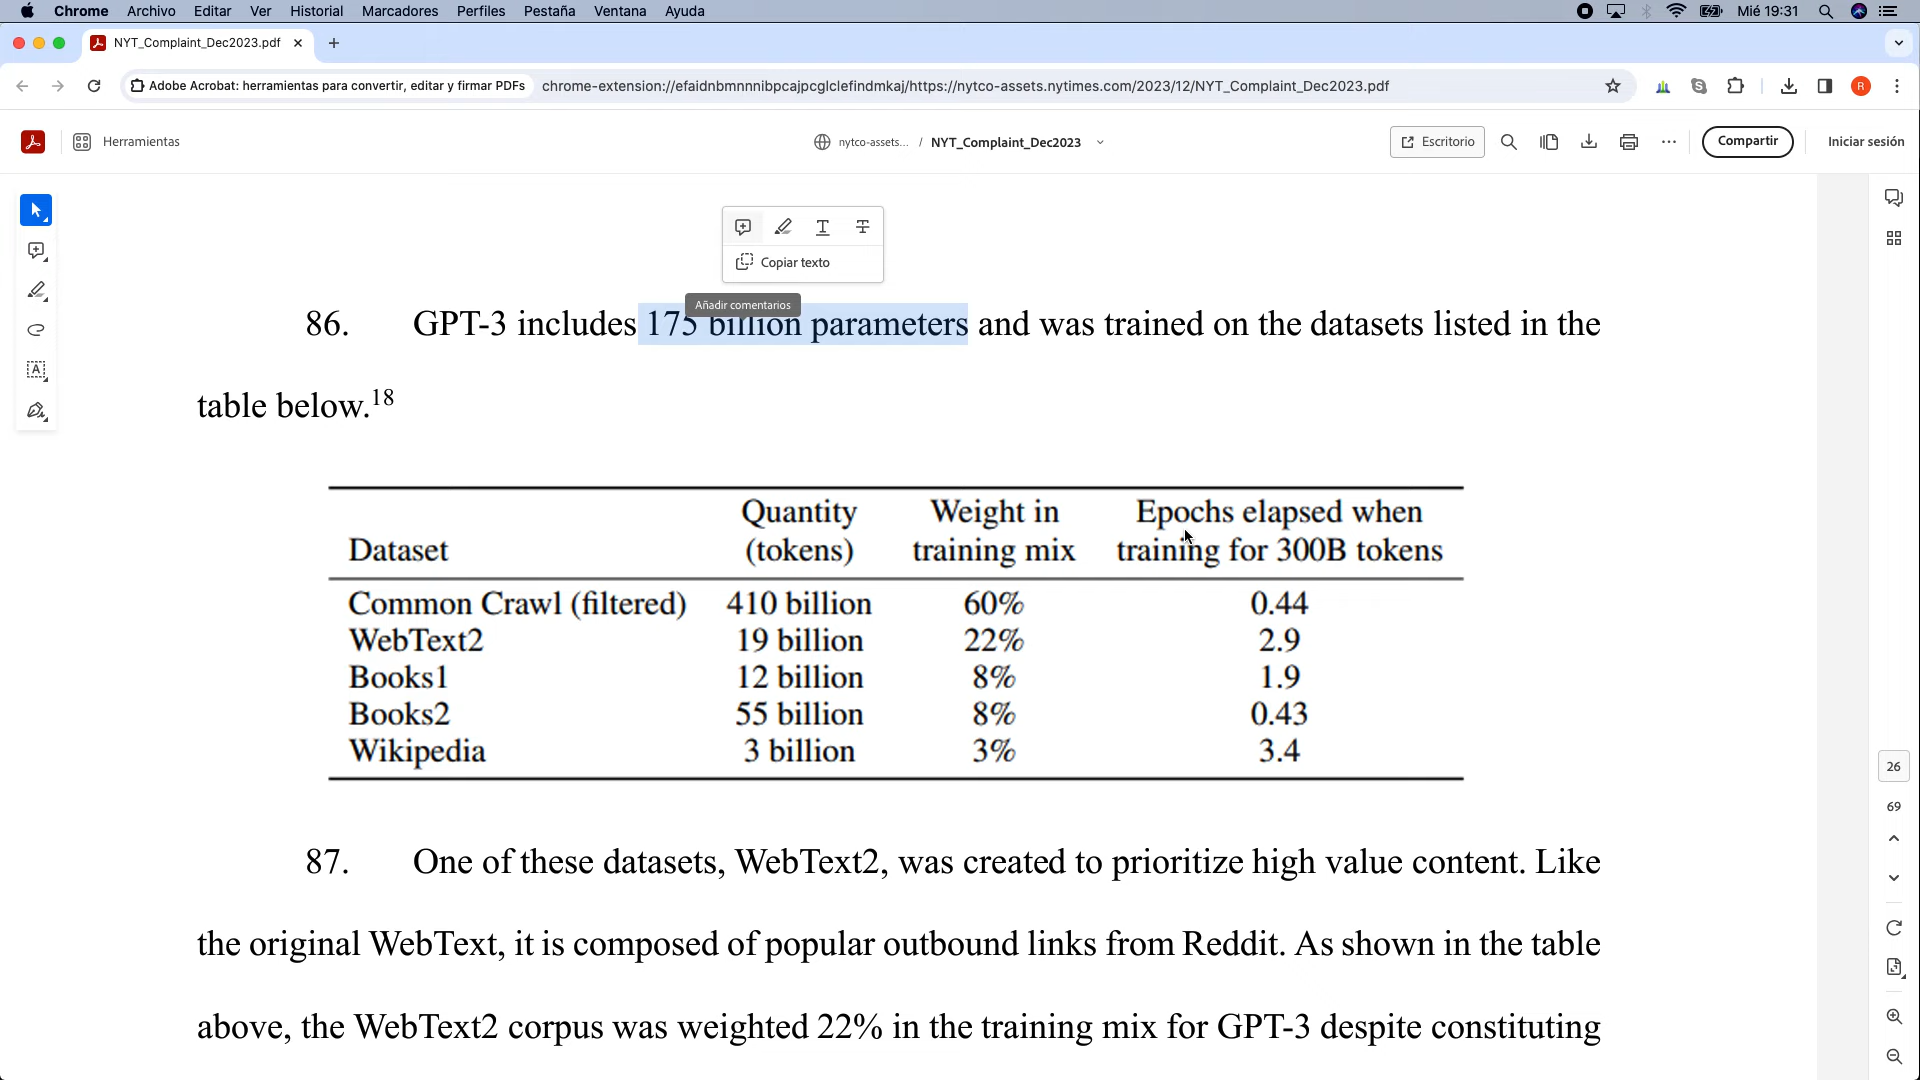 Chrome Archivo Editar Ver Historial Marcadores Perfiles Pestaña Ventana Ayuda Mié 19:31
NYT_Complaint_Dec2023.pdf
Adobe Acrobat: herramientas para convertir, editar y firmar PDFs chrome-extension://efaidnbmnnnibpcajpcglclefindmkaj/https://nytco-assets.nytimes.com/2023/12/NYT_Complaint_Dec2023.pdf R
Herramientas nytco-assets... / NYT_Complaint_Dec2023 Escritorio Compartir Iniciar sesión
Copiar texto
Añadir comentarios
86. GPT-3 includes 175 billion parameters and was trained on the datasets listed in the
table below.18
Quantity Weight in Epochs elapsed when
Dataset (tokens) training mix training for 300B tokens
Common Crawl (filtered) 410 billion 60% 0.44
WebText2 19 billion 22% 2.9
Books1 12 billion 8% 1.9
Books2 55 billion 8% 0.43
Wikipedia 3 billion 3% 3.4
26
69
87. One of these datasets, WebText2, was created to prioritize high value content. Like
the original WebText, it is composed of popular outbound links from Reddit. As shown in the table
above, the WebText2 corpus was weighted 22% in the training mix for GPT-3 despite constituting